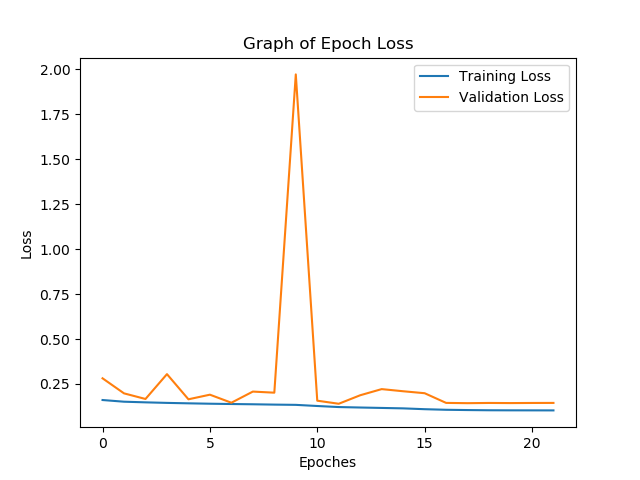 Graph of Epoch Loss
Training Loss
Validation Loss
2.00
1.75
1.50
1.25
1.00
0.75
0.50
0.25
Loss
0 5 10 15 20
Epoches